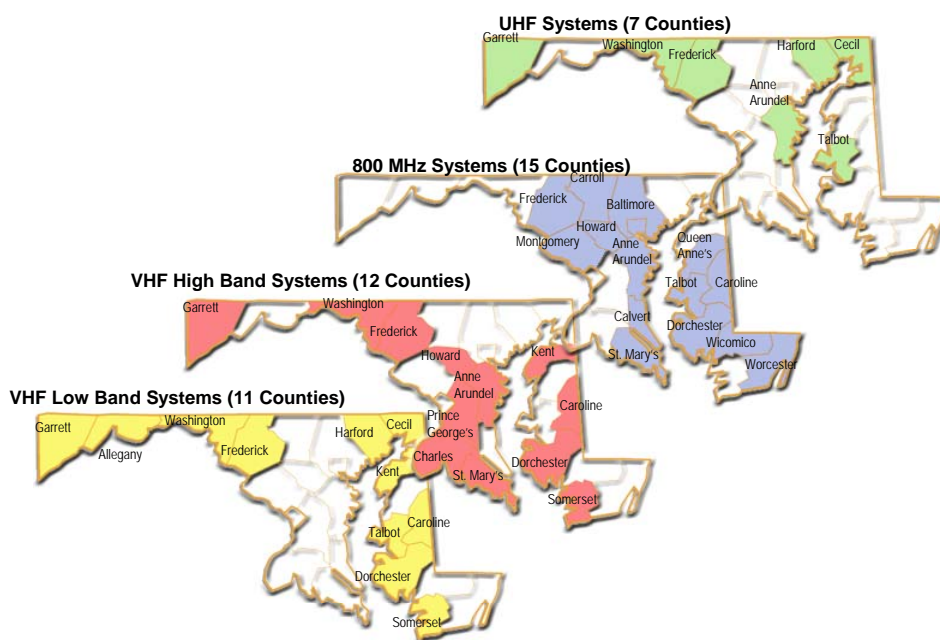 UHF Systems (7 Counties)
Garrett
Washington
Frederick
Harford
Cecil
Anne
Arundel
Talbot
800 MHz Systems (15 Counties)
Carroll
Frederick
Baltimore
Howard
Montgomery
Anne
Arundel
Queen
Anne's
Talbot
Caroline
Calvert
Dorchester
Wicomico
St. Mary's
Worcester
VHF High Band Systems (12 Counties)
Garrett
Washington
Frederick
Howard
Kent
Anne
Arundel
Caroline
Prince
George's
Charles
St. Mary's
Dorchester
Somerset
VHF Low Band Systems (11 Counties)
Garrett
Washington
Allegany
Frederick
Harford
Cecil
Kent
Talbot
Caroline
Dorchester
Somerset